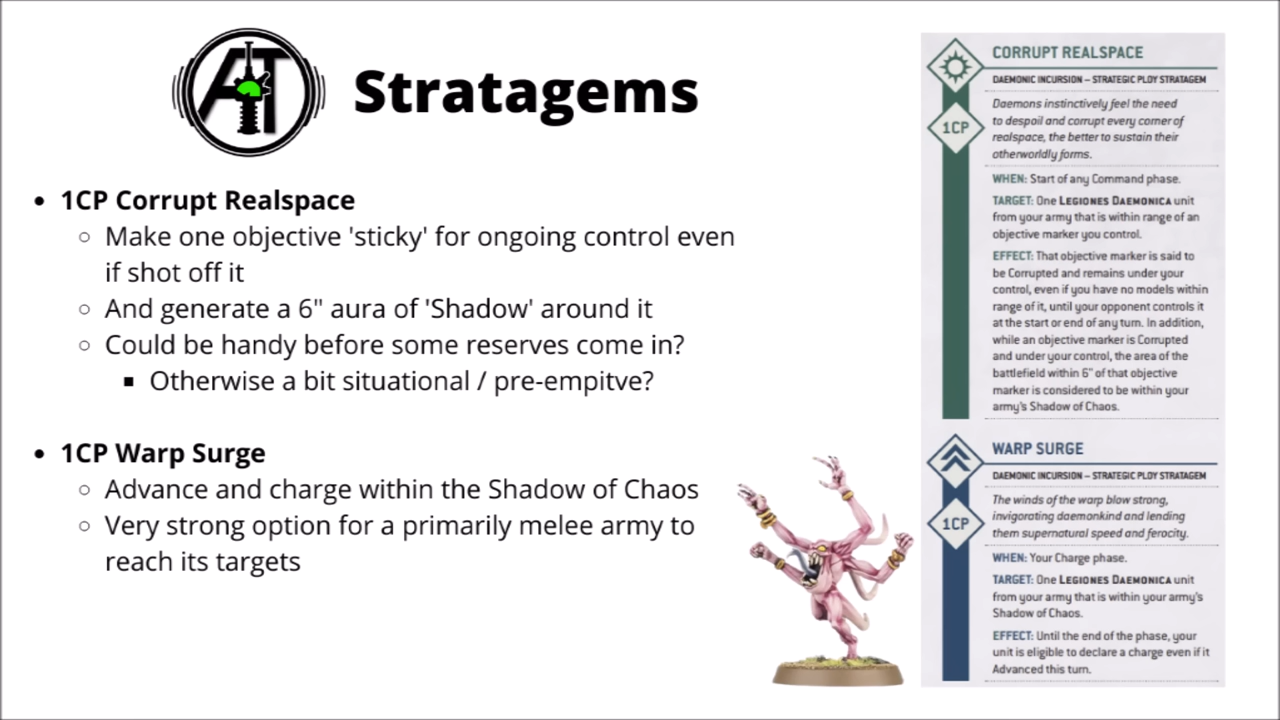 AT
Stratagems
• 1CP Corrupt Realspace
○ Make one objective 'sticky' for ongoing control even
if shot off it
○ And generate a 6" aura of 'Shadow' around it
○ Could be handy before some reserves come in?
▪ Otherwise a bit situational / pre-empitve?
• 1CP Warp Surge
○ Advance and charge within the Shadow of Chaos
○ Very strong option for a primarily melee army to
reach its targets
CORRUPT REALSPACE
DAEMONIC INCURSION – STRATEGIC PLOY STRATAGEM
1CP
Daemons instinctively feel the need
to despoil and corrupt every corner of
realspace, the better to sustain their
otherworldly forms.
WHEN: Start of any Command phase.
TARGET: One LEGIONES DAEMONICA unit
from your army that is within range of an
objective marker you control.
EFFECT: That objective marker is said to
be Corrupted and remains under your
control, even if you have no models within
range of it, until your opponent controls it
at the start or end of any turn. In addition,
while an objective marker is Corrupted
and under your control, the area of the
battlefield within 6" of that objective
marker is considered to be within your
army's Shadow of Chaos.
WARP SURGE
DAEMONIC INCURSION – STRATEGIC PLOY STRATAGEM
1CP
The winds of the warp blow strong,
invigorating daemonkind and lending
them supernatural speed and ferocity.
WHEN: Your Charge phase.
TARGET: One LEGIONES DAEMONICA unit
from your army that is within your army's
Shadow of Chaos.
EFFECT: Until the end of the phase, your
unit is eligible to declare a charge even if it
Advanced this turn.